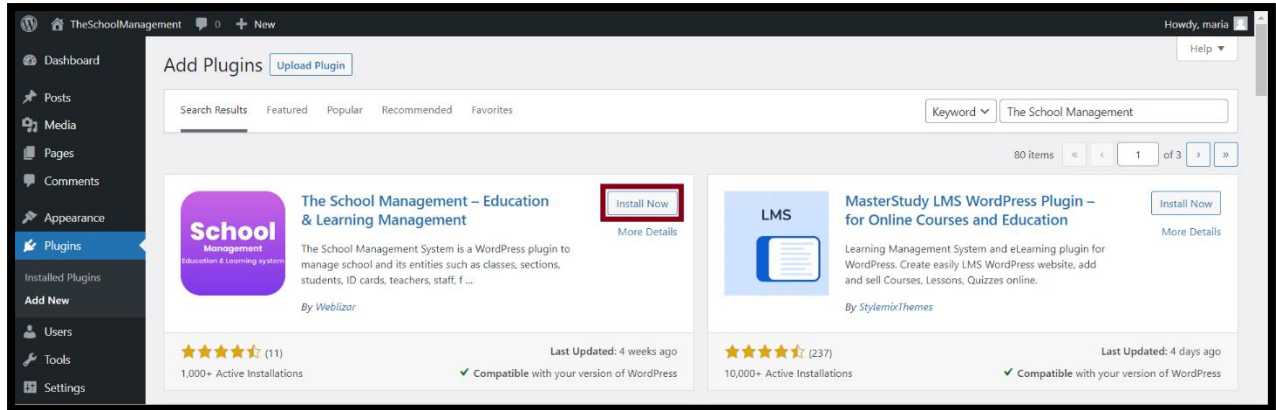 TheSchoolManagement 0 + New Howdy, maria
Help ▼
Dashboard
Posts
Media
Pages
Comments
Appearance
Plugins
Installed Plugins
Add New
Users
Tools
Settings
Add Plugins Upload Plugin
Search Results Featured Popular Recommended Favorites Keyword The School Management
80 items « ‹ 1 of 3 › »
School
Management
Education & Learning system
The School Management – Education
& Learning Management
Install Now
More Details
The School Management System is a WordPress plugin to
manage school and its entities such as classes, sections,
students, ID cards, teachers, staff, f ...
By Weblizar
(11)
1,000+ Active Installations
Last Updated: 4 weeks ago
✔ Compatible with your version of WordPress
LMS
MasterStudy LMS WordPress Plugin –
for Online Courses and Education
Install Now
More Details
Learning Management System and eLearning plugin for
WordPress. Create easily LMS WordPress website, add
and sell Courses, Lessons, Quizzes online.
By StylemixThemes
(237)
10,000+ Active Installations
Last Updated: 4 days ago
✔ Compatible with your version of WordPress